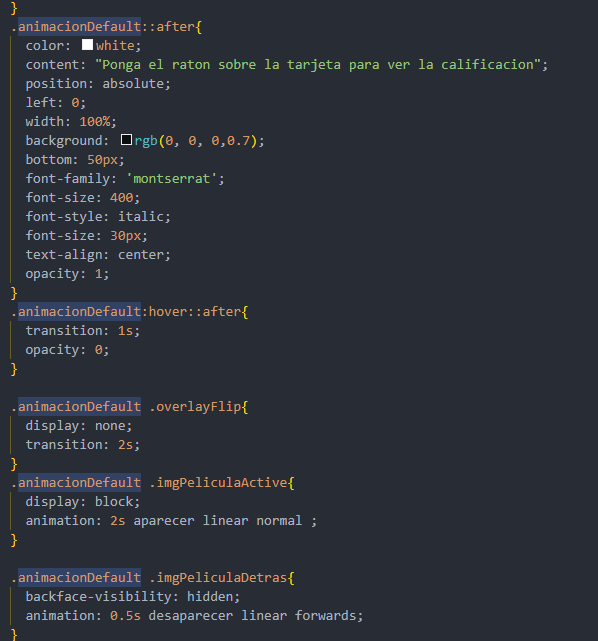 }
.animacionDefault::after{
color: white;
content: "Ponga el raton sobre la tarjeta para ver la calificacion";
position: absolute;
left: 0;
width: 100%;
background: rgb(0, 0, 0,0.7);
bottom: 50px;
font-family: 'montserrat';
font-size: 400;
font-style: italic;
font-size: 30px;
text-align: center;
opacity: 1;
}
.animacionDefault:hover::after{
transition: 1s;
opacity: 0;
}
.animacionDefault .overlayFlip{
display: none;
transition: 2s;
}
.animacionDefault .imgPeliculaActive{
display: block;
animation: 2s aparecer linear normal ;
}
.animacionDefault .imgPeliculaDetras{
backface-visibility: hidden;
animation: 0.5s desaparecer linear forwards;
}